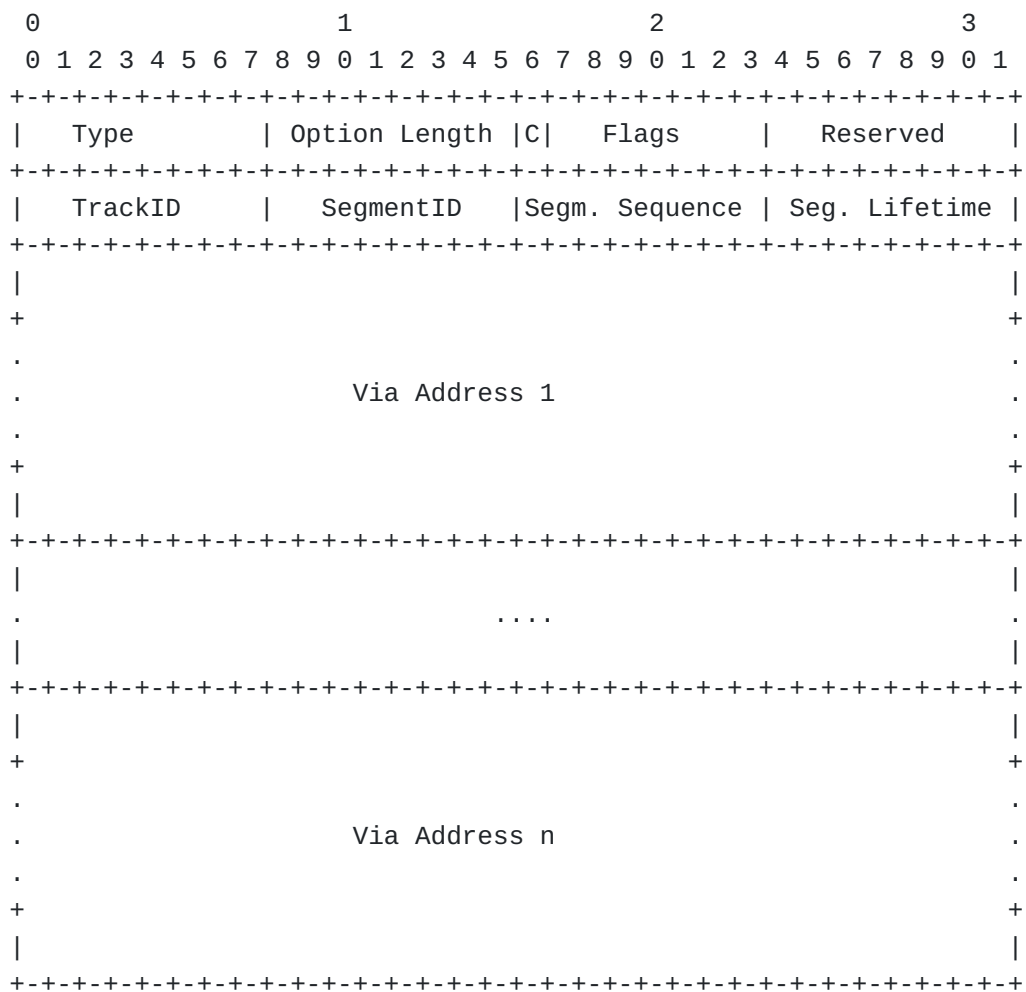 0                   1                   2                   3
 0 1 2 3 4 5 6 7 8 9 0 1 2 3 4 5 6 7 8 9 0 1 2 3 4 5 6 7 8 9 0 1
+-+-+-+-+-+-+-+-+-+-+-+-+-+-+-+-+-+-+-+-+-+-+-+-+-+-+-+-+-+-+-+-+
|   Type        | Option Length |C|   Flags     |   Reserved    |
+-+-+-+-+-+-+-+-+-+-+-+-+-+-+-+-+-+-+-+-+-+-+-+-+-+-+-+-+-+-+-+-+
|   TrackID     |   SegmentID   |Segm. Sequence | Seg. Lifetime |
+-+-+-+-+-+-+-+-+-+-+-+-+-+-+-+-+-+-+-+-+-+-+-+-+-+-+-+-+-+-+-+-+
|                                                               |
+                                                               +
.                                                               .
.                     Via Address 1                             .
.                                                               .
+                                                               +
|                                                               |
+-+-+-+-+-+-+-+-+-+-+-+-+-+-+-+-+-+-+-+-+-+-+-+-+-+-+-+-+-+-+-+-+
|                                                               |
.                              ....                             .
|                                                               |
+-+-+-+-+-+-+-+-+-+-+-+-+-+-+-+-+-+-+-+-+-+-+-+-+-+-+-+-+-+-+-+-+
|                                                               |
+                                                               +
.                                                               .
.                     Via Address n                             .
.                                                               .
+                                                               +
|                                                               |
+-+-+-+-+-+-+-+-+-+-+-+-+-+-+-+-+-+-+-+-+-+-+-+-+-+-+-+-+-+-+-+-+